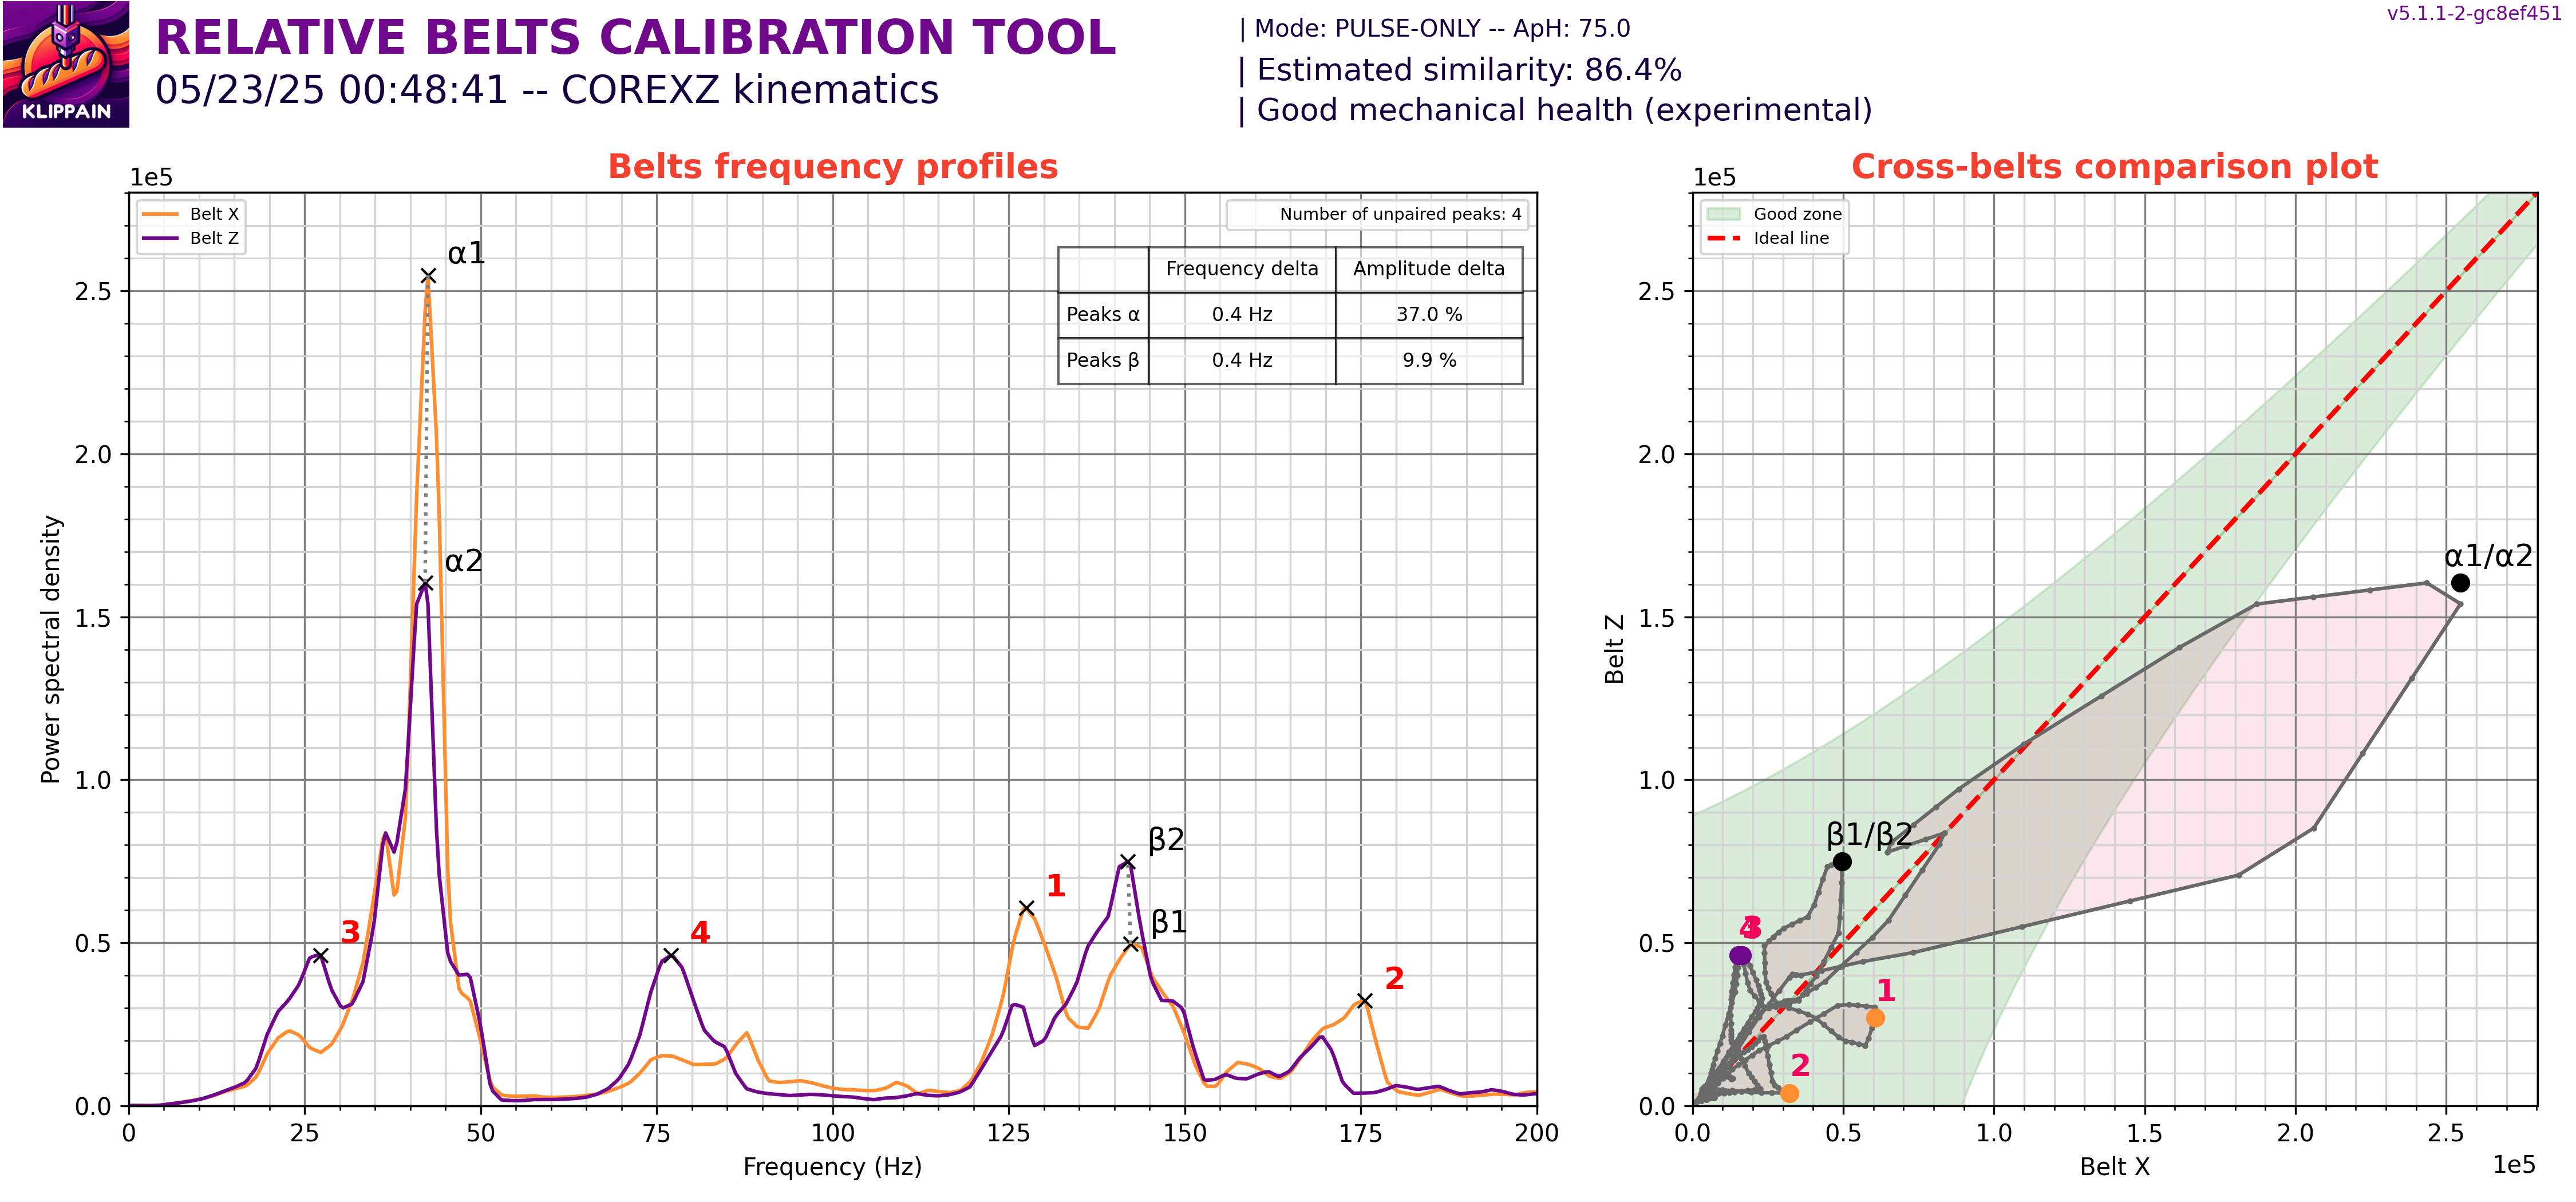 KLIPPAIN
RELATIVE BELTS CALIBRATION TOOL
05/23/25 00:48:41 -- COREXZ kinematics
| Mode: PULSE-ONLY -- ApH: 75.0
| Estimated similarity: 86.4%
| Good mechanical health (experimental)
v5.1.1-2-gc8ef451
Belts frequency profiles
1e5
Belt X
Belt Z
Number of unpaired peaks: 4
Frequency delta Amplitude delta
Peaks α 0.4 Hz 37.0 %
Peaks β 0.4 Hz 9.9 %
α1
α2
β2
β1
3
4
1
2
Power spectral density
2.5
2.0
1.5
1.0
0.5
0.0
0 25 50 75 100 125 150 175 200
Frequency (Hz)
Cross-belts comparison plot
1e5
Good zone
Ideal line
α1/α2
β1/β2
4
3
1
2
Belt Z
2.5
2.0
1.5
1.0
0.5
0.0
0.0 0.5 1.0 1.5 2.0 2.5
Belt X
1e5